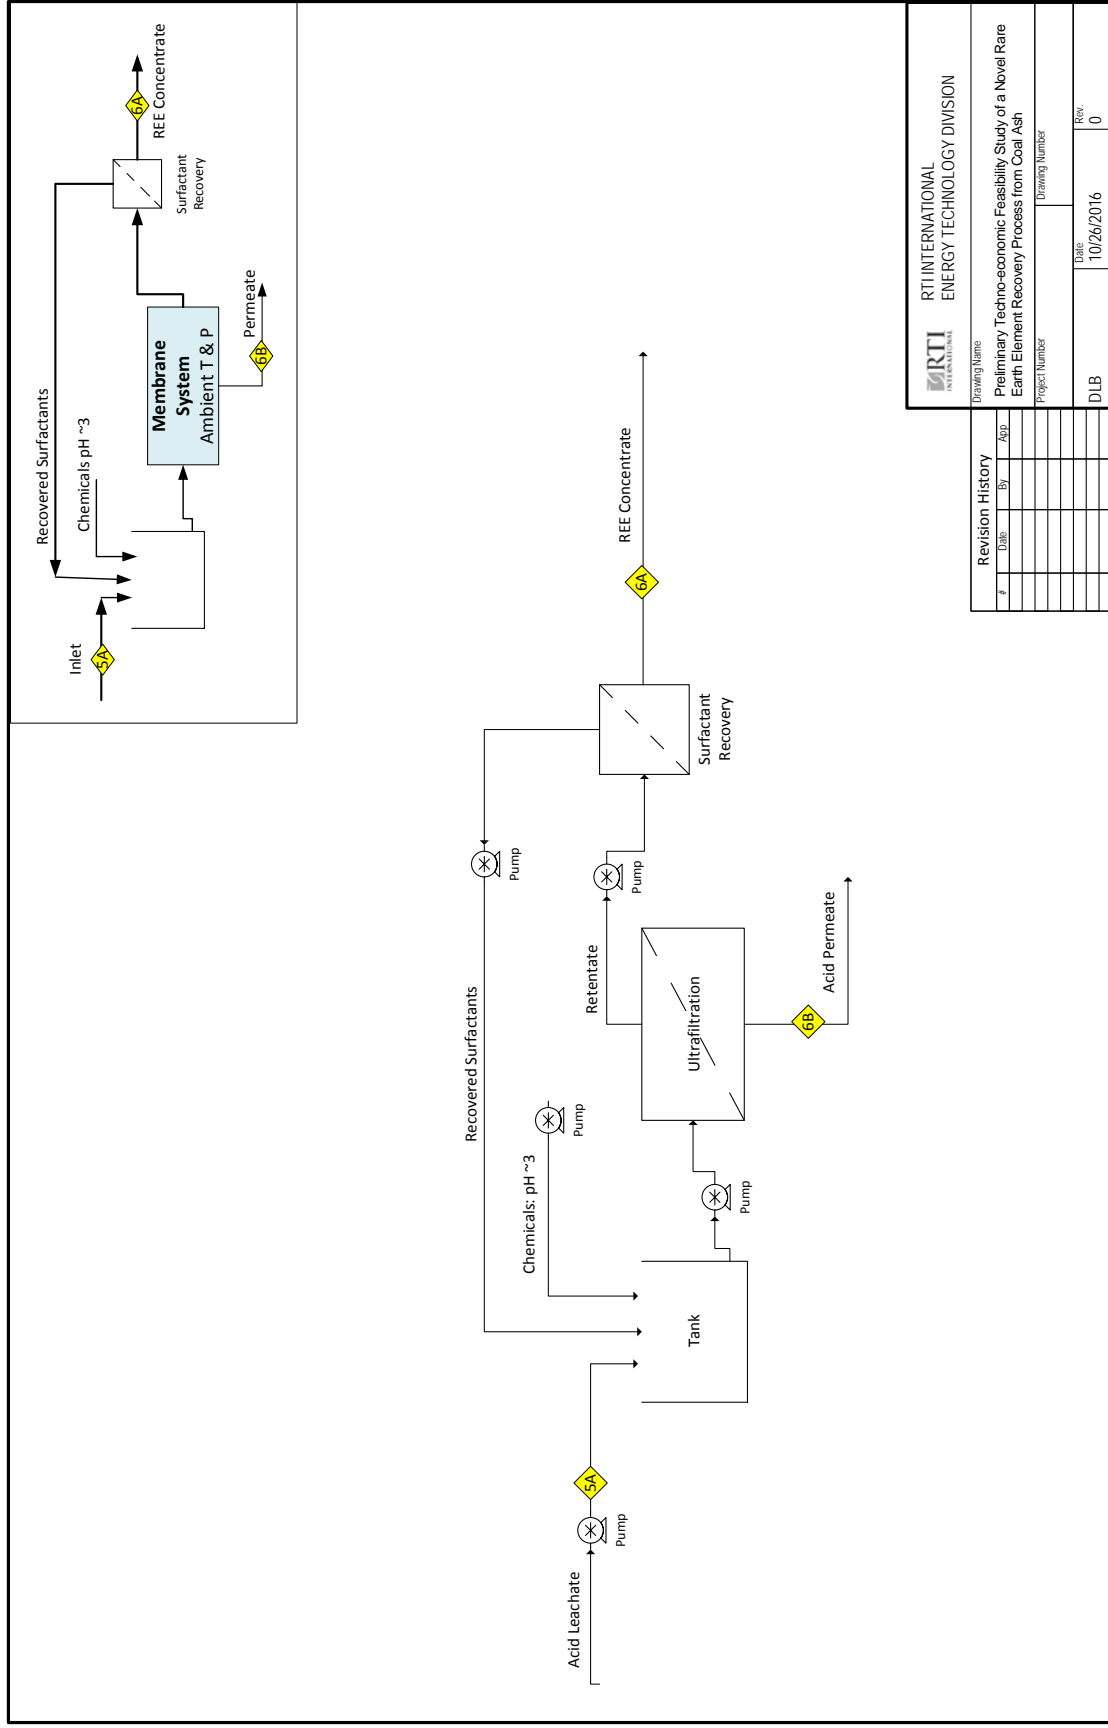 Inlet
5A
Recovered Surfactants
Chemicals pH ~3
Membrane
System
Ambient T & P
6B
Permeate
Surfactant
Recovery
6A
REE Concentrate
Acid Leachate
Pump
5A
Tank
Recovered Surfactants
Pump
Chemicals: pH ~3
Pump
Pump
Ultrafiltration
Retentate
Pump
6B
Acid Permeate
Surfactant
Recovery
6A
REE Concentrate
Revision History
# Date By App
RTI
INTERNATIONAL
RTI INTERNATIONAL
ENERGY TECHNOLOGY DIVISION
Drawing Name
Preliminary Techno-economic Feasibility Study of a Novel Rare
Earth Element Recovery Process from Coal Ash
Project Number
Drawing Number
DLB
Date
10/26/2016
Rev.
0